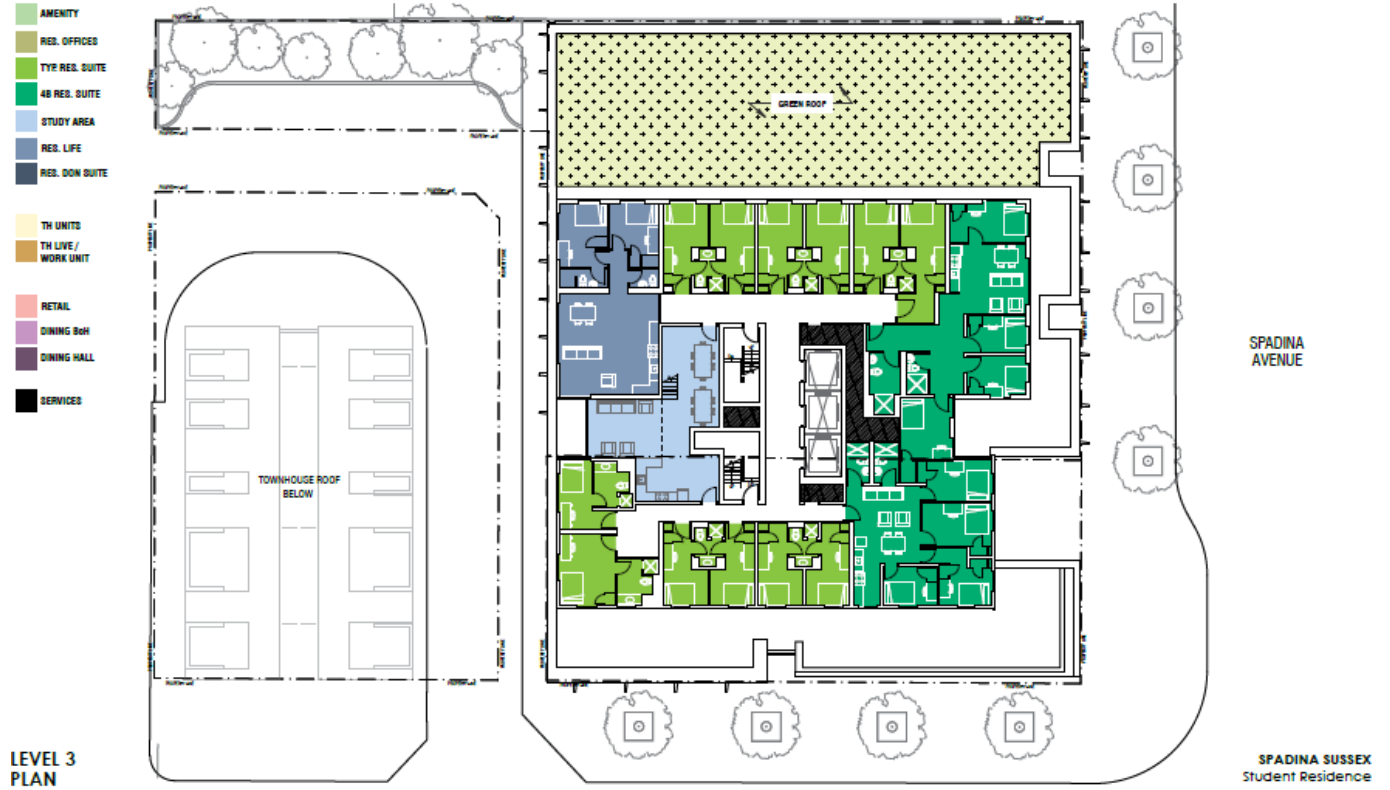 AMENITY
RES. OFFICES
TYP. RES. SUITE
4B RES. SUITE
STUDY AREA
RES. LIFE
RES. DON SUITE
TH UNITS
TH LIVE /
WORK UNIT
RETAIL
DINING BoH
DINING HALL
SERVICES
GREEN ROOF
TOWNHOUSE ROOF
BELOW
SPADINA
AVENUE
LEVEL 3
PLAN
SPADINA SUSSEX
Student Residence